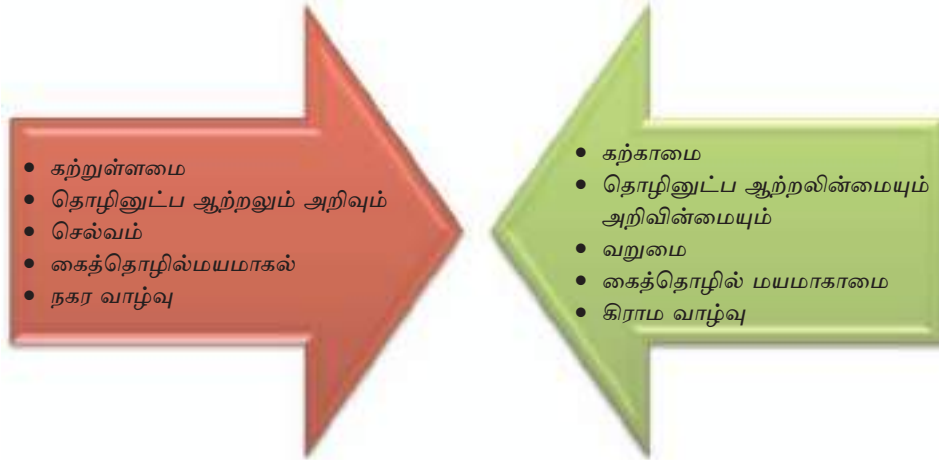 • கற்றுள்ளமை
• தொழினுட்ப ஆற்றலும் அறிவும்
• செல்வம்
• கைத்தொழில்மயமாகல்
• நகர வாழ்வு
• கற்காமை
• தொழினுட்ப ஆற்றலின்மையும்
அறிவின்மையும்
• வறுமை
• கைத்தொழில் மயமாகாமை
• கிராம வாழ்வு